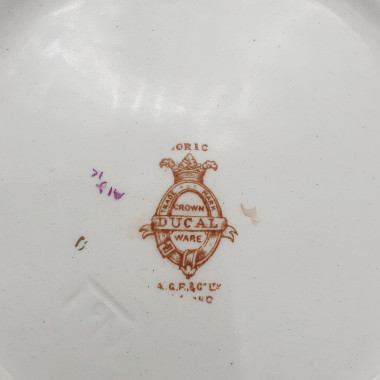 ORIC
TRADE MARK
CROWN
DUCAL
WARE
A.G.R.&Co LTD